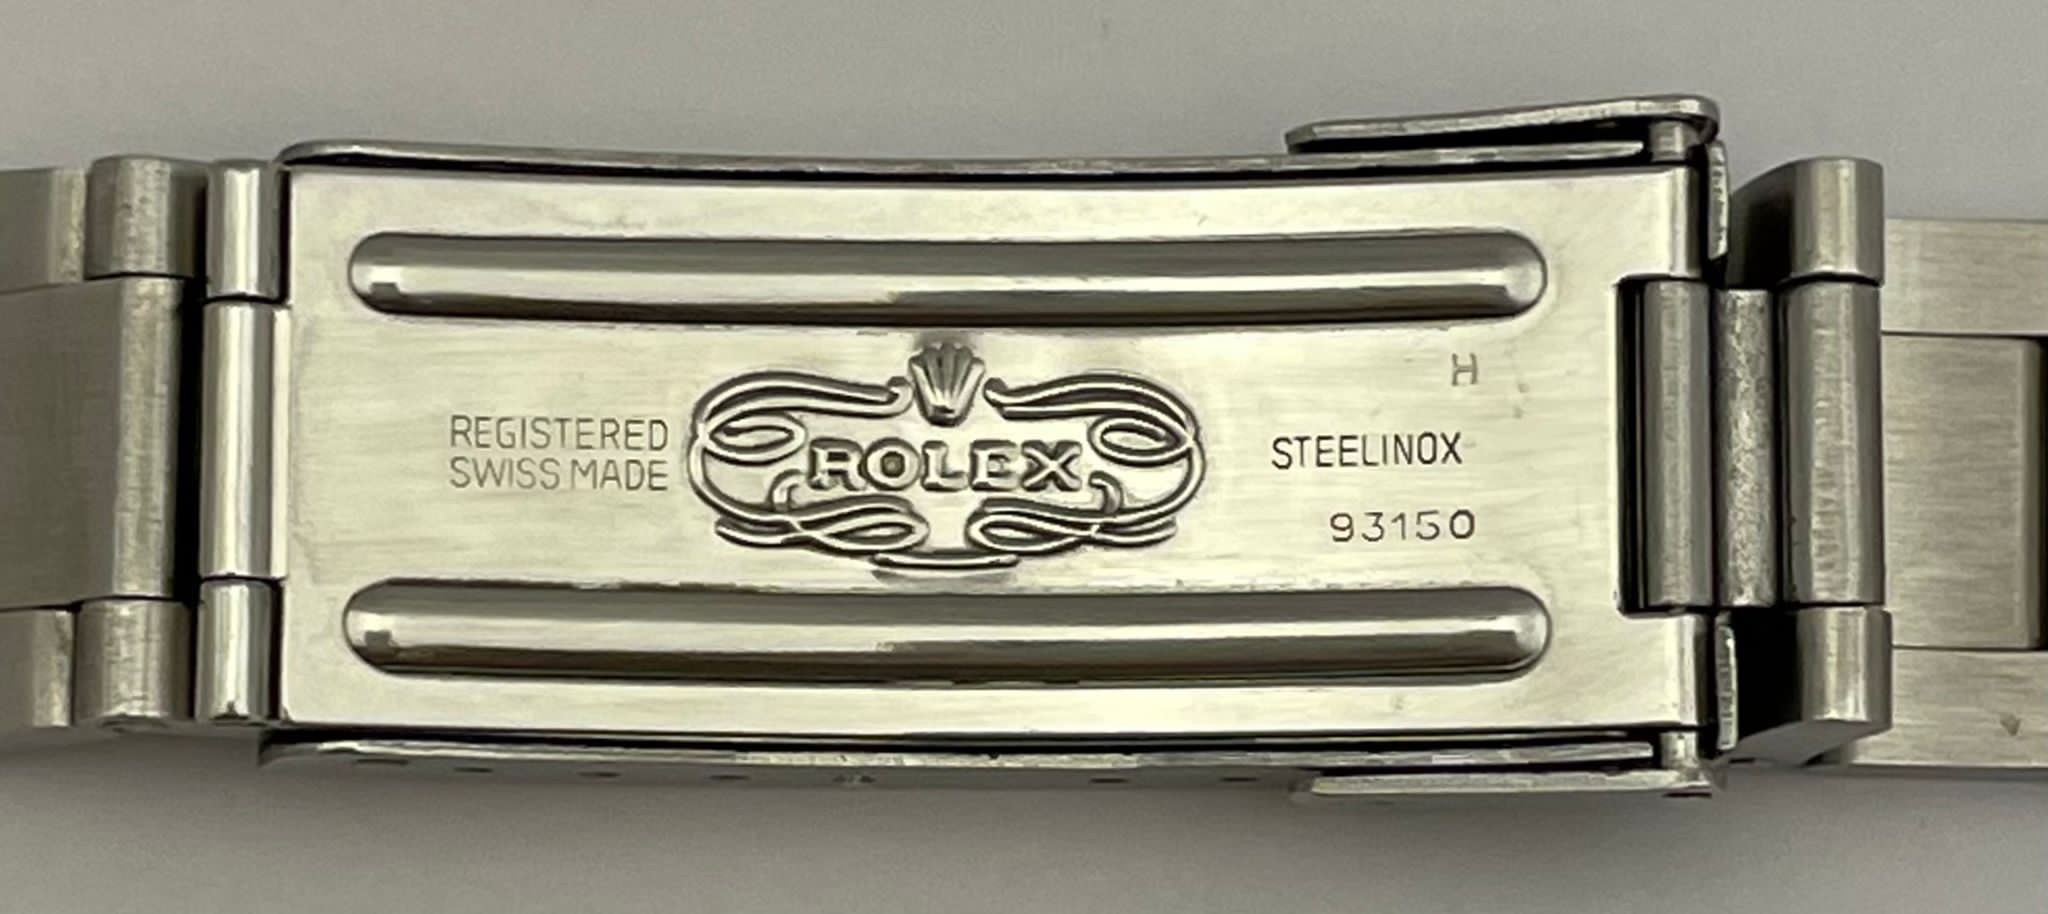 REGISTERED
SWISS MADE
ROLEX
H
STEELINOX
93150